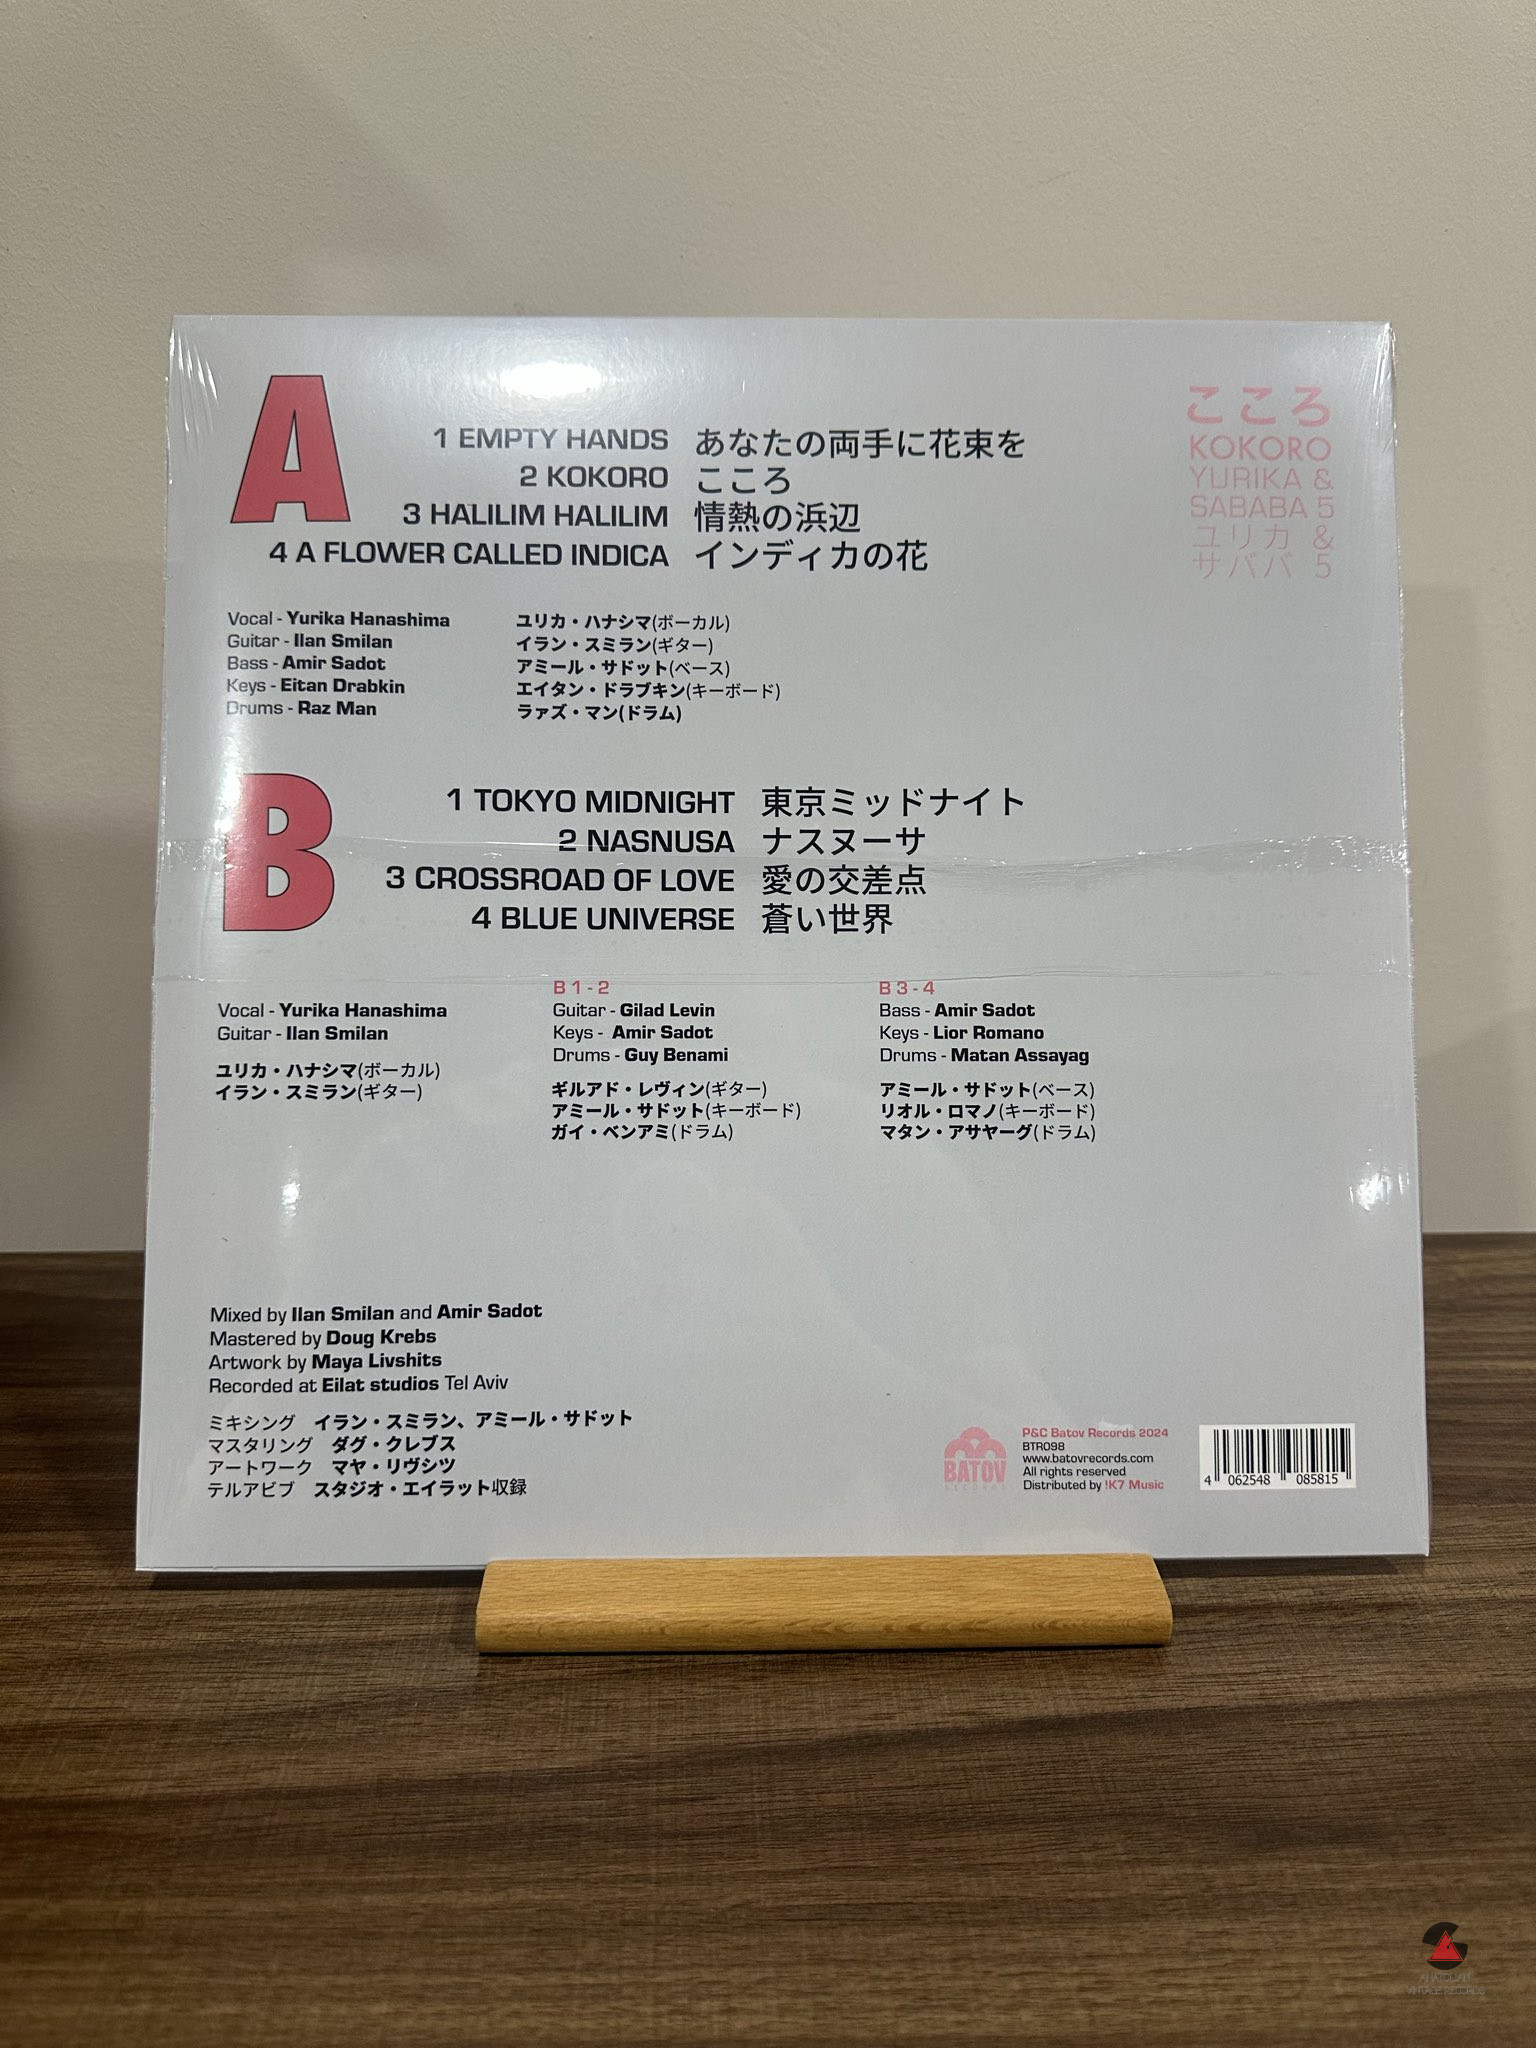 A
1 EMPTY HANDS あなたの両手に花束を
2 KOKORO こころ
3 HALILIM HALILIM 情熱の浜辺
4 A FLOWER CALLED INDICA インディカの花
こころ
KOKORO
YURIKA &
SABABA 5
ユリカ &
サババ 5
Vocal - Yurika Hanashima
Guitar - Ilan Smilan
Bass - Amir Sadot
Keys - Eitan Drabkin
Drums - Raz Man
ユリカ・ハナシマ(ボーカル)
イラン・スミラン(ギター)
アミール・サドット(ベース)
エイタン・ドラブキン(キーボード)
ラァズ・マン(ドラム)
B
1 TOKYO MIDNIGHT 東京ミッドナイト
2 NASNUSA ナスヌーサ
3 CROSSROAD OF LOVE 愛の交差点
4 BLUE UNIVERSE 蒼い世界
Vocal - Yurika Hanashima
Guitar - Ilan Smilan
ユリカ・ハナシマ(ボーカル)
イラン・スミラン(ギター)
B 1 - 2
Guitar - Gilad Levin
Keys - Amir Sadot
Drums - Guy Benami
ギルアド・レヴィン(ギター)
アミール・サドット(キーボード)
ガイ・ベンアミ(ドラム)
B 3 - 4
Bass - Amir Sadot
Keys - Lior Romano
Drums - Matan Assayag
アミール・サドット(ベース)
リオル・ロマノ(キーボード)
マタン・アサヤーグ(ドラム)
Mixed by Ilan Smilan and Amir Sadot
Mastered by Doug Krebs
Artwork by Maya Livshits
Recorded at Eilat studios Tel Aviv
ミキシング イラン・スミラン、アミール・サドット
マスタリング ダグ・クレブス
アートワーク マヤ・リヴシツ
テルアビブ スタジオ・エイラット収録
BATOV
RECORDS
P&C Batov Records 2024
BTR098
www.batovrecords.com
All rights reserved
Distributed by !K7 Music
4 062548 085815
ANATOLIAN
VINTAGE RECORDS